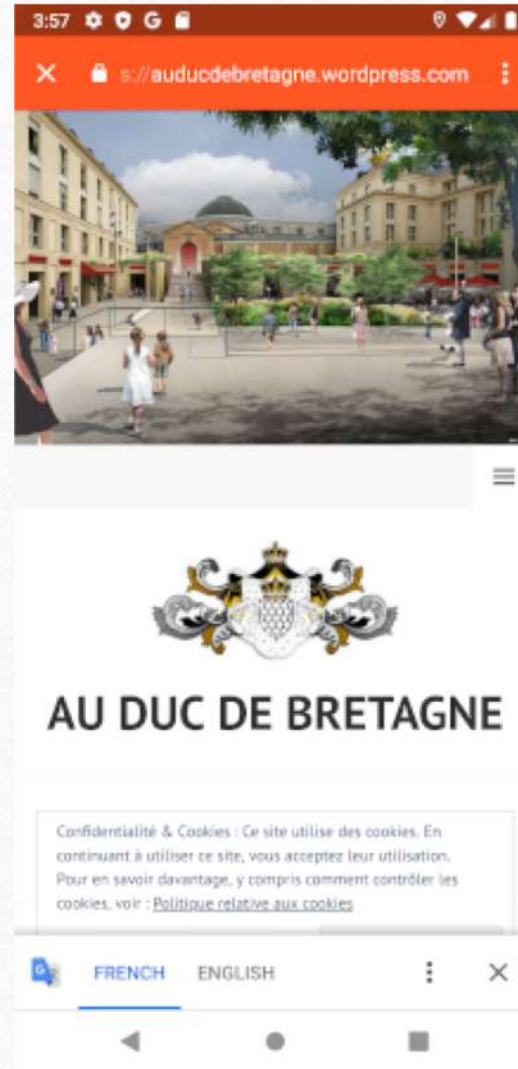 3:57
s://auducdebretagne.wordpress.com
AU DUC DE BRETAGNE
Confidentialité & Cookies : Ce site utilise des cookies. En
continuant à utiliser ce site, vous acceptez leur utilisation.
Pour en savoir davantage, y compris comment contrôler les
cookies, voir : Politique relative aux cookies
FRENCH ENGLISH